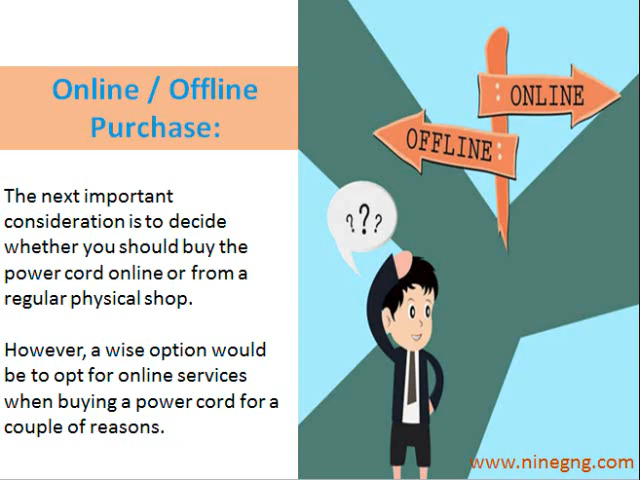 Online / Offline
Purchase:
The next important
consideration is to decide
whether you should buy the
power cord online or from a
regular physical shop.
However, a wise option would
be to opt for online services
when buying a power cord for a
couple of reasons.
: ONLINE
OFFLINE:
???
www.ninegng.com